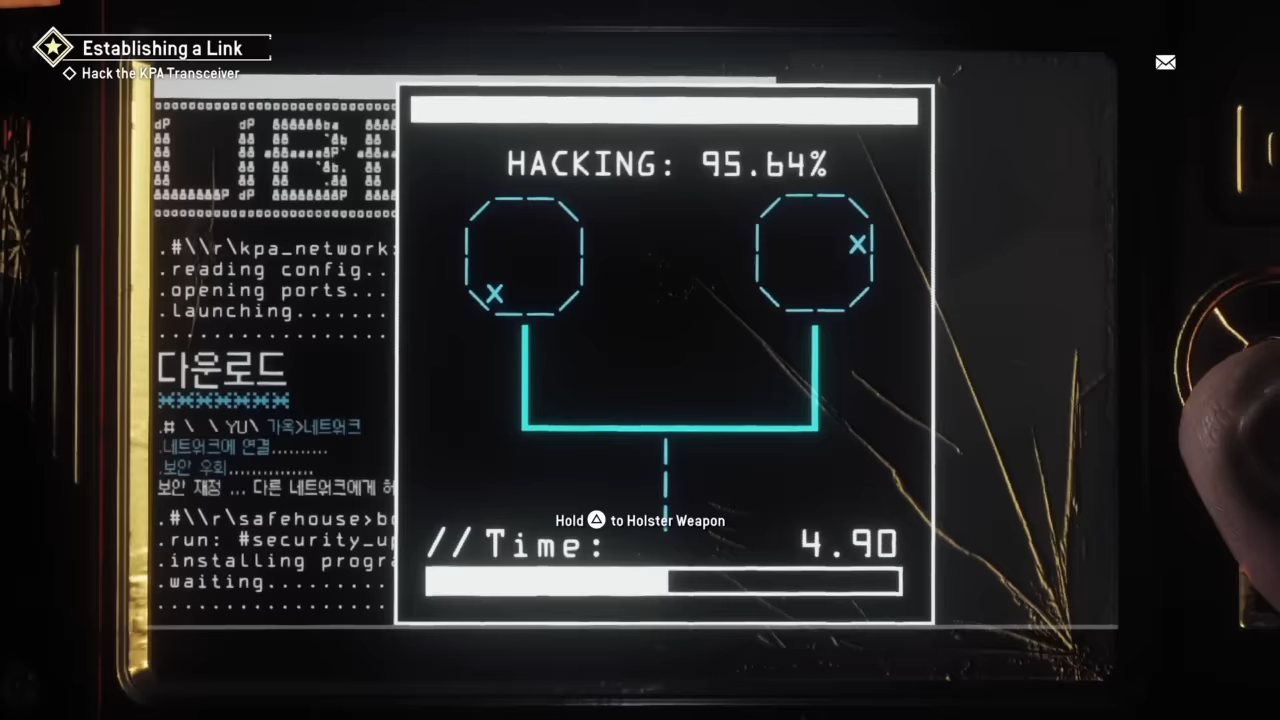 Establishing a Link
Hack the KPA Transceiver
HACKING: 95.64%
.#\\r\kpa_network
.reading config..
.opening ports...
.launching.......
다운로드
.# \ \ YU\ 가옥>네트워크
.네트워크에 연결..........
.보안 우회...............
보안 재정 ... 다른 네트워크에게 허
.#\\r\safehouse>bo
.run: #security_up
.installing progra
.waiting..........
Hold to Holster Weapon
//Time: 4.90